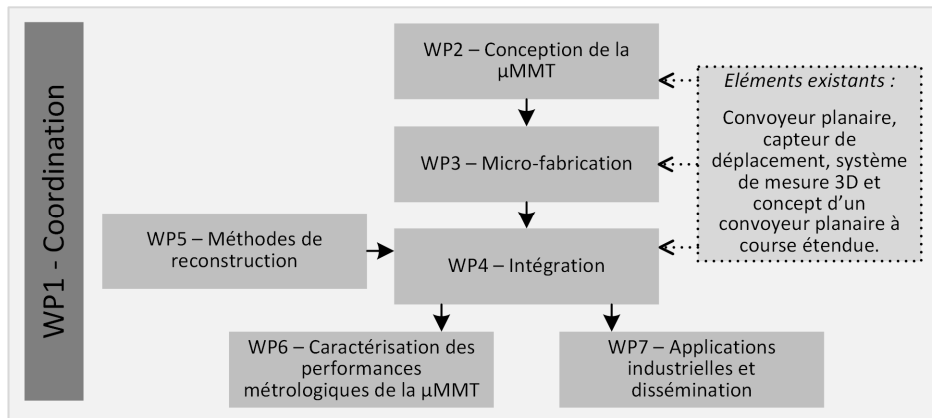 WP1 - Coordination
WP2 – Conception de la
µMMT
Eléments existants :
Convoyeur planaire,
capteur de
déplacement, système
de mesure 3D et
concept d'un
convoyeur planaire à
course étendue.
WP3 – Micro-fabrication
WP5 – Méthodes de
reconstruction
WP4 – Intégration
WP6 – Caractérisation des
performances
métrologiques de la µMMT
WP7 – Applications
industrielles et
dissémination